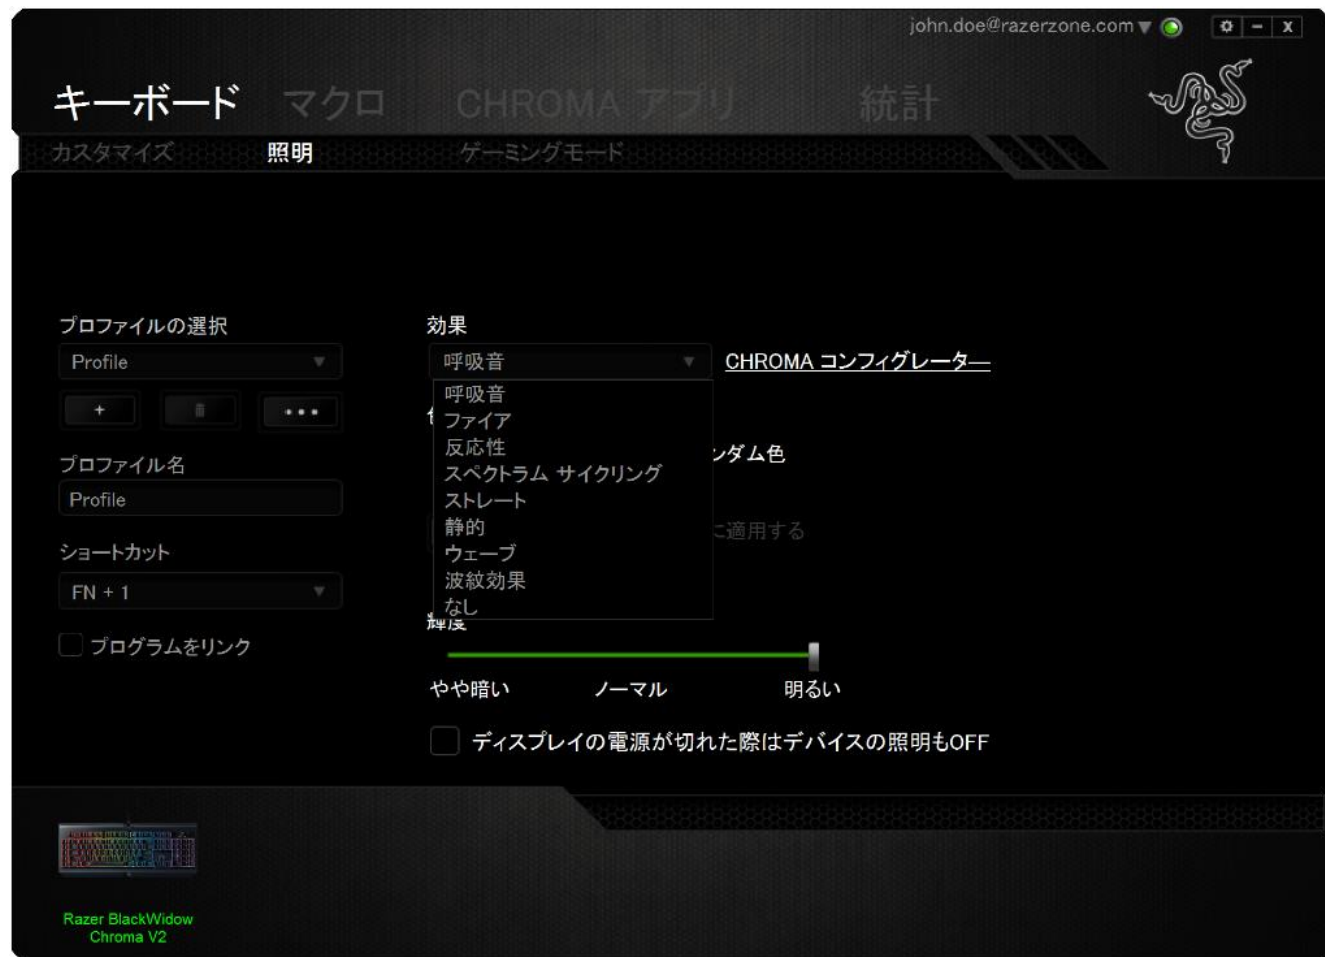 john.doe@razerzone.com
キーボード マクロ CHROMA アプリ 統計
カスタマイズ 照明 ゲーミングモード
プロファイルの選択
Profile
プロファイル名
Profile
ショートカット
FN + 1
プログラムをリンク
効果
呼吸音
CHROMA コンフィグレーター
呼吸音
ファイア
反応性
スペクトラム サイクリング
ストレート
静的
ウェーブ
波紋効果
なし
ンダム色
に適用する
輝度
やや暗い ノーマル 明るい
ディスプレイの電源が切れた際はデバイスの照明もOFF
Razer BlackWidow
Chroma V2